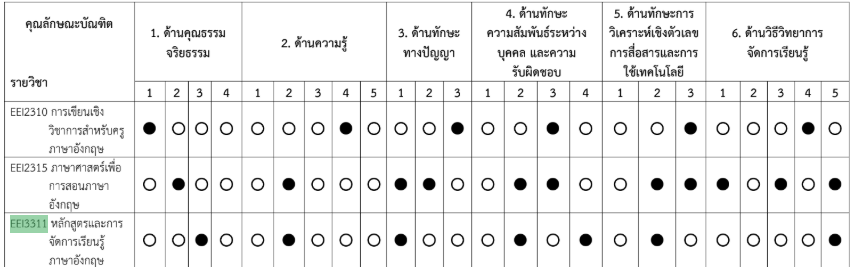 คุณลักษณะบัณฑิต
รายวิชา
1. ด้านคุณธรรม
จริยธรรม
2. ด้านความรู้
3. ด้านทักษะ
ทางปัญญา
4. ด้านทักษะ
ความสัมพันธ์ระหว่าง
บุคคล และความ
รับผิดชอบ
5. ด้านทักษะการ
วิเคราะห์เชิงตัวเลข
การสื่อสารและการ
ใช้เทคโนโลยี
6. ด้านวิธีวิทยาการ
จัดการเรียนรู้
1 2 3 4 1 2 3 4 5 1 2 3 1 2 3 4 1 2 3 1 2 3 4 5
EEI2310 การเขียนเชิง
วิชาการสำหรับครู
ภาษาอังกฤษ
● ○ ○ ○ ○ ○ ○ ● ○ ○ ○ ● ○ ○ ● ○ ○ ○ ● ○ ○ ○ ● ○
EEI2315 ภาษาศาสตร์เพื่อ
การสอนภาษา
อังกฤษ
○ ● ○ ○ ○ ● ○ ○ ○ ● ● ○ ○ ● ● ○ ○ ● ● ● ○ ● ○ ●
EEI3311 หลักสูตรและการ
จัดการเรียนรู้
ภาษาอังกฤษ
○ ○ ● ○ ○ ● ○ ○ ○ ● ○ ○ ○ ● ○ ● ○ ● ○ ○ ○ ○ ○ ●